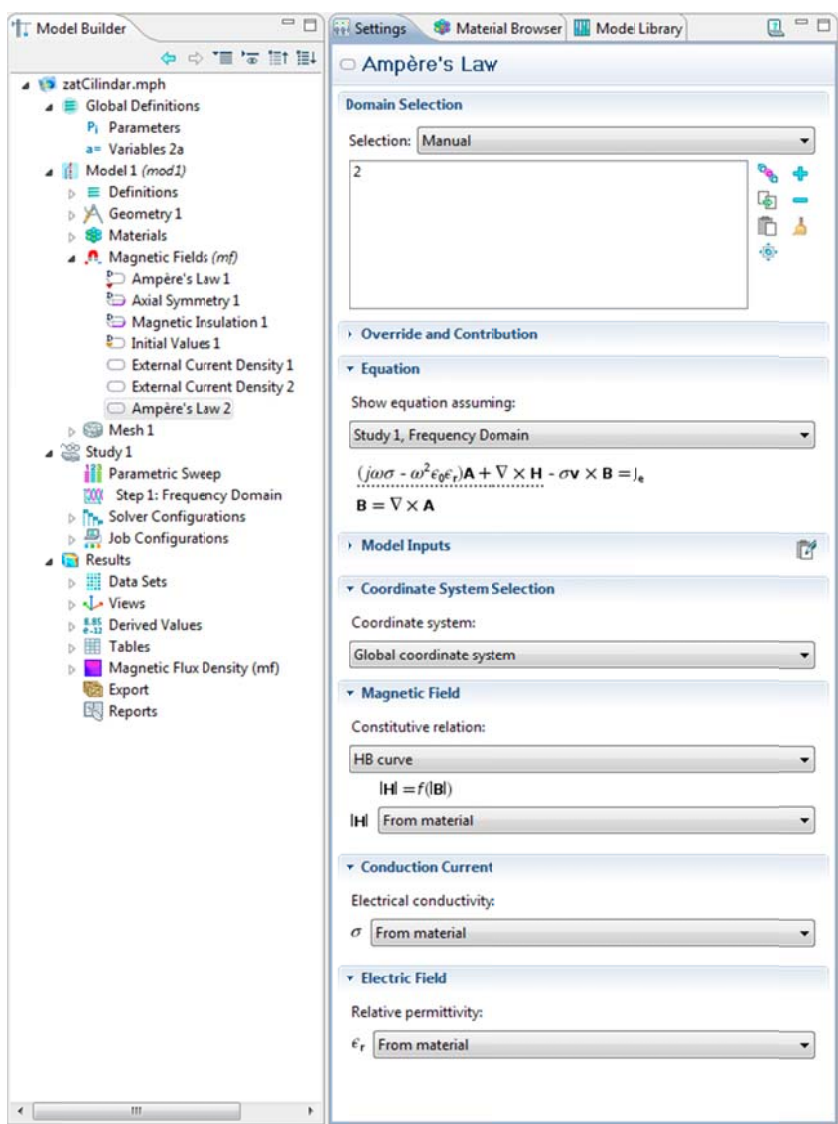 Model Builder
zatCilindar.mph
Global Definitions
Pi Parameters
a= Variables 2a
Model 1 (mod1)
Definitions
Geometry 1
Materials
Magnetic Fields (mf)
Ampère's Law 1
Axial Symmetry 1
Magnetic Insulation 1
Initial Values 1
External Current Density 1
External Current Density 2
Ampère's Law 2
Mesh 1
Study 1
Parametric Sweep
Step 1: Frequency Domain
Solver Configurations
Job Configurations
Results
Data Sets
Views
8.85
e-12
Derived Values
Tables
Magnetic Flux Density (mf)
Export
Reports
Settings Material Browser Model Library
Ampère's Law
Domain Selection
Selection: Manual
2
Override and Contribution
Equation
Show equation assuming:
Study 1, Frequency Domain
(jωσ - ω²ϵ₀ϵᵣ)A + ∇ × H - σv × B = Jₑ
B = ∇ × A
Model Inputs
Coordinate System Selection
Coordinate system:
Global coordinate system
Magnetic Field
Constitutive relation:
HB curve
|H| = f(|B|)
|H| From material
Conduction Current
Electrical conductivity:
σ From material
Electric Field
Relative permittivity:
ϵᵣ From material